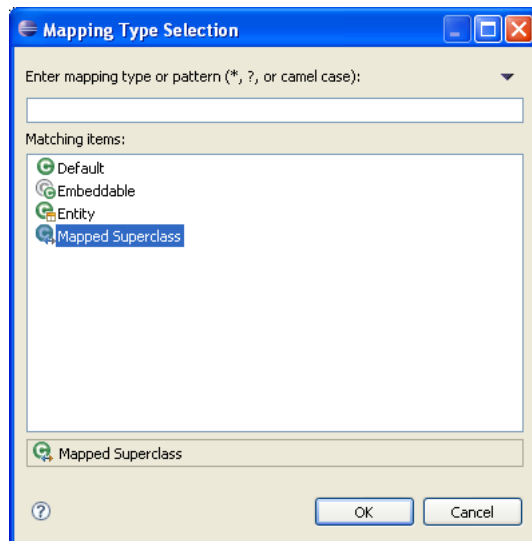 Mapping Type Selection
Enter mapping type or pattern (*, ?, or camel case):
Matching items:
Default
Embeddable
Entity
Mapped Superclass
Mapped Superclass
OK Cancel